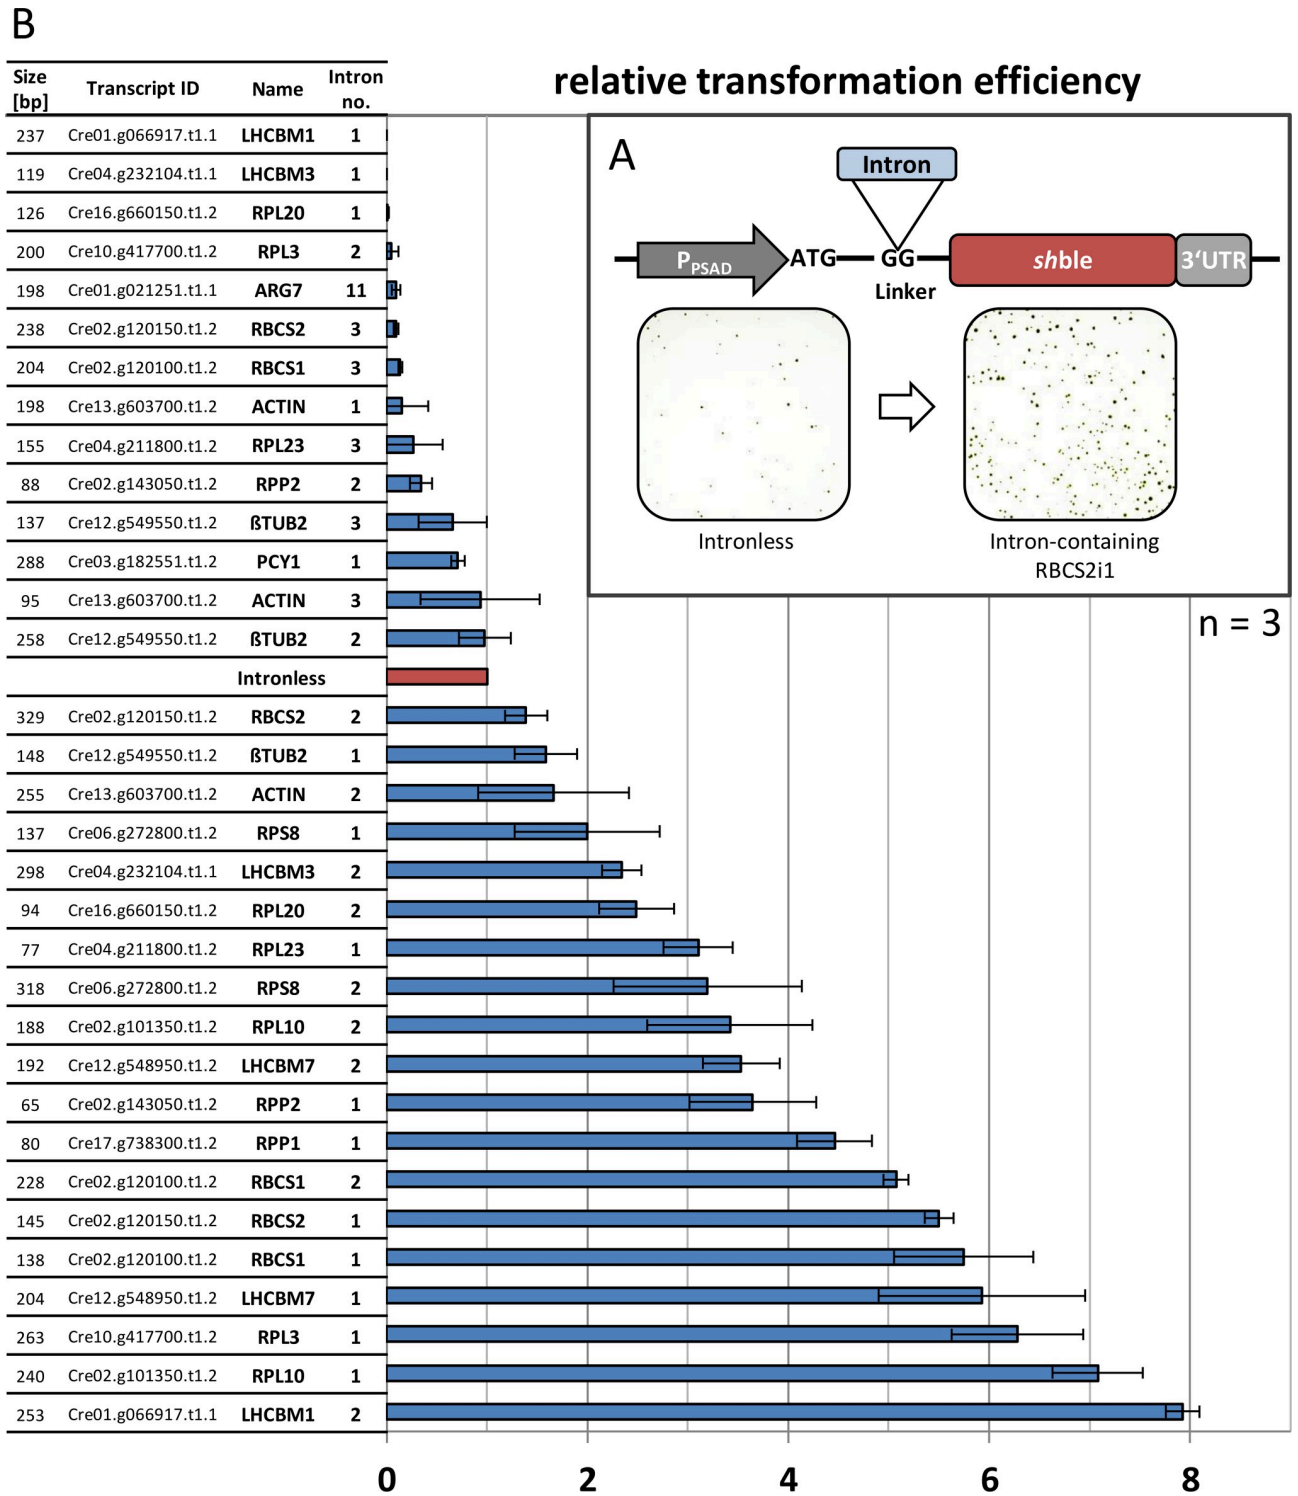 B
Size [bp] Transcript ID Name Intron no.
relative transformation efficiency
A
Intron
PPSAD ATG GG shble 3‘UTR
Linker
Intronless
Intron-containing
RBCS2i1
n = 3
237 Cre01.g066917.t1.1 LHCBM1 1
119 Cre04.g232104.t1.1 LHCBM3 1
126 Cre16.g660150.t1.2 RPL20 1
200 Cre10.g417700.t1.2 RPL3 2
198 Cre01.g021251.t1.1 ARG7 11
238 Cre02.g120150.t1.2 RBCS2 3
204 Cre02.g120100.t1.2 RBCS1 3
198 Cre13.g603700.t1.2 ACTIN 1
155 Cre04.g211800.t1.2 RPL23 3
88 Cre02.g143050.t1.2 RPP2 2
137 Cre12.g549550.t1.2 ßTUB2 3
288 Cre03.g182551.t1.2 PCY1 1
95 Cre13.g603700.t1.2 ACTIN 3
258 Cre12.g549550.t1.2 ßTUB2 2
Intronless
329 Cre02.g120150.t1.2 RBCS2 2
148 Cre12.g549550.t1.2 ßTUB2 1
255 Cre13.g603700.t1.2 ACTIN 2
137 Cre06.g272800.t1.2 RPS8 1
298 Cre04.g232104.t1.1 LHCBM3 2
94 Cre16.g660150.t1.2 RPL20 2
77 Cre04.g211800.t1.2 RPL23 1
318 Cre06.g272800.t1.2 RPS8 2
188 Cre02.g101350.t1.2 RPL10 2
192 Cre12.g548950.t1.2 LHCBM7 2
65 Cre02.g143050.t1.2 RPP2 1
80 Cre17.g738300.t1.2 RPP1 1
228 Cre02.g120100.t1.2 RBCS1 2
145 Cre02.g120150.t1.2 RBCS2 1
138 Cre02.g120100.t1.2 RBCS1 1
204 Cre12.g548950.t1.2 LHCBM7 1
263 Cre10.g417700.t1.2 RPL3 1
240 Cre02.g101350.t1.2 RPL10 1
253 Cre01.g066917.t1.1 LHCBM1 2
0 2 4 6 8